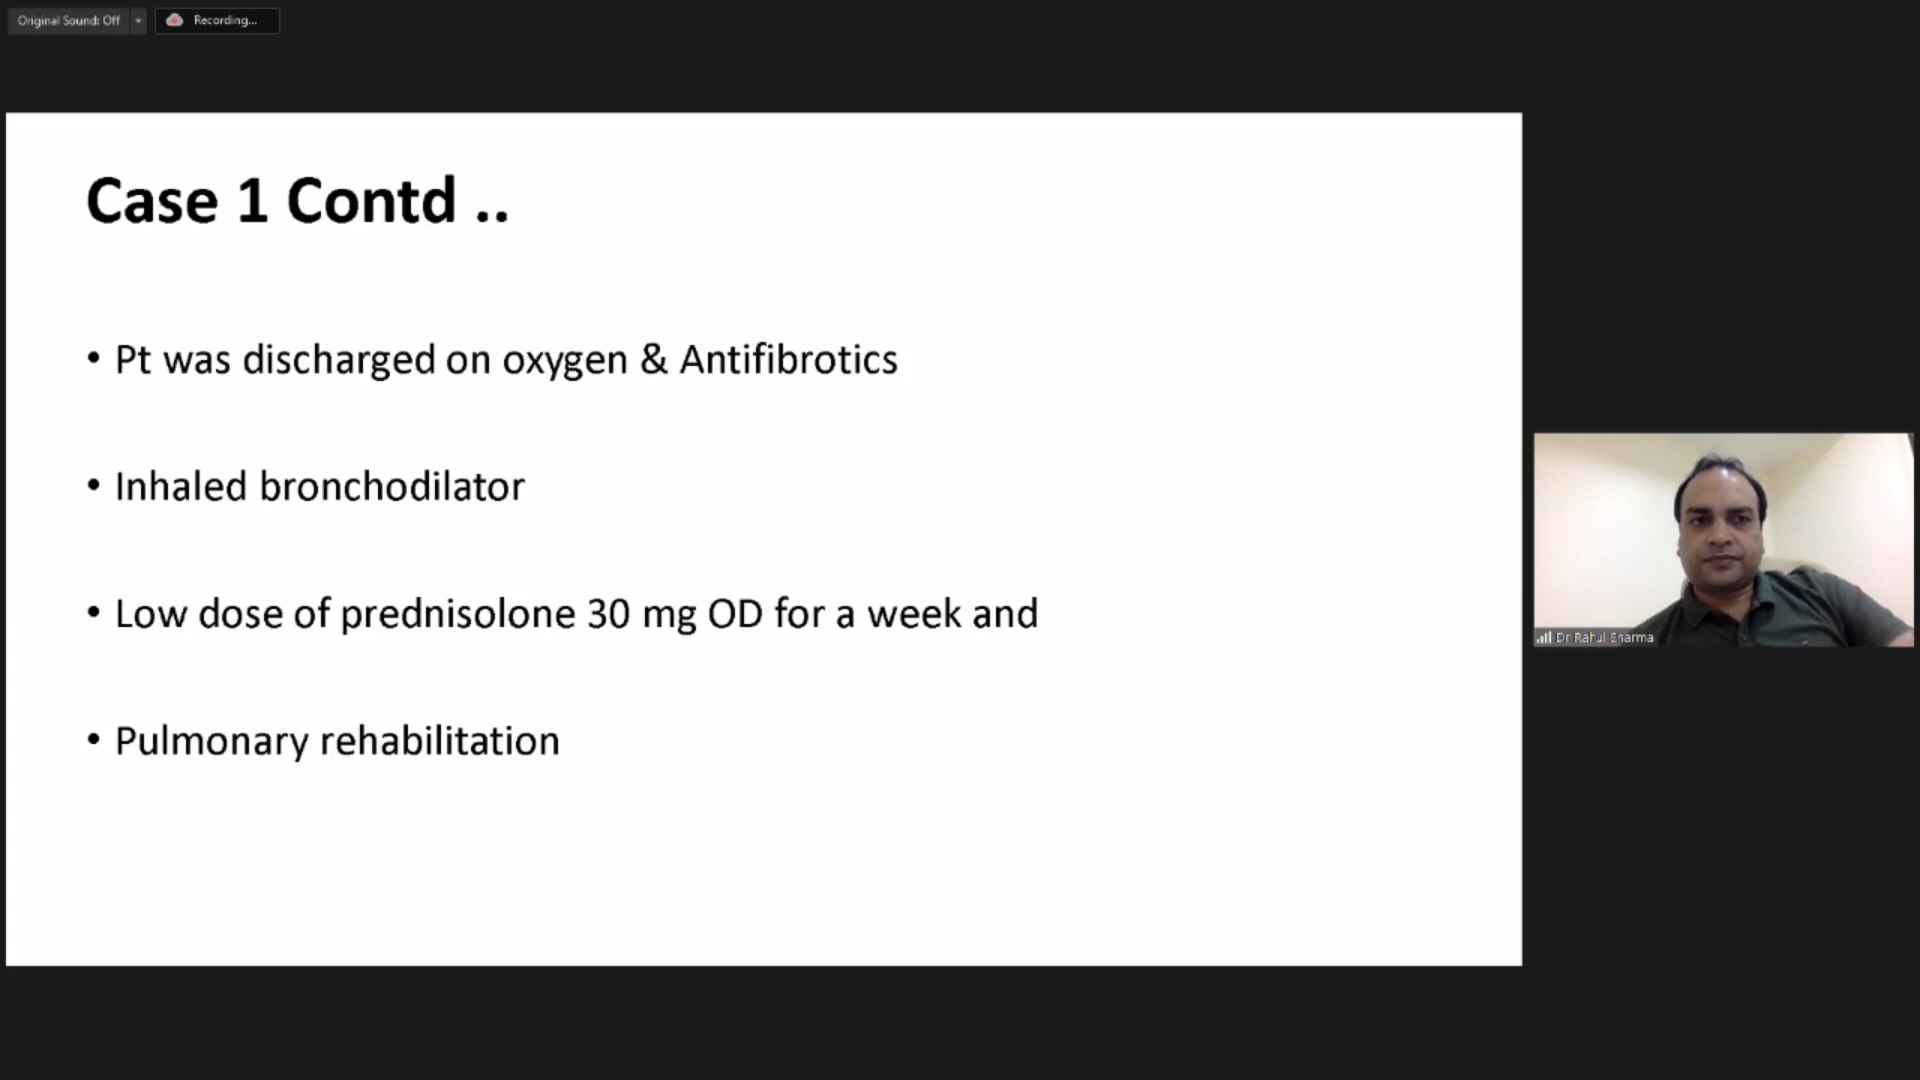 Original Sound: Off
Recording...
Case 1 Contd ..
• Pt was discharged on oxygen & Antifibrotics
• Inhaled bronchodilator
• Low dose of prednisolone 30 mg OD for a week and
• Pulmonary rehabilitation
Dr Rahul Sharma